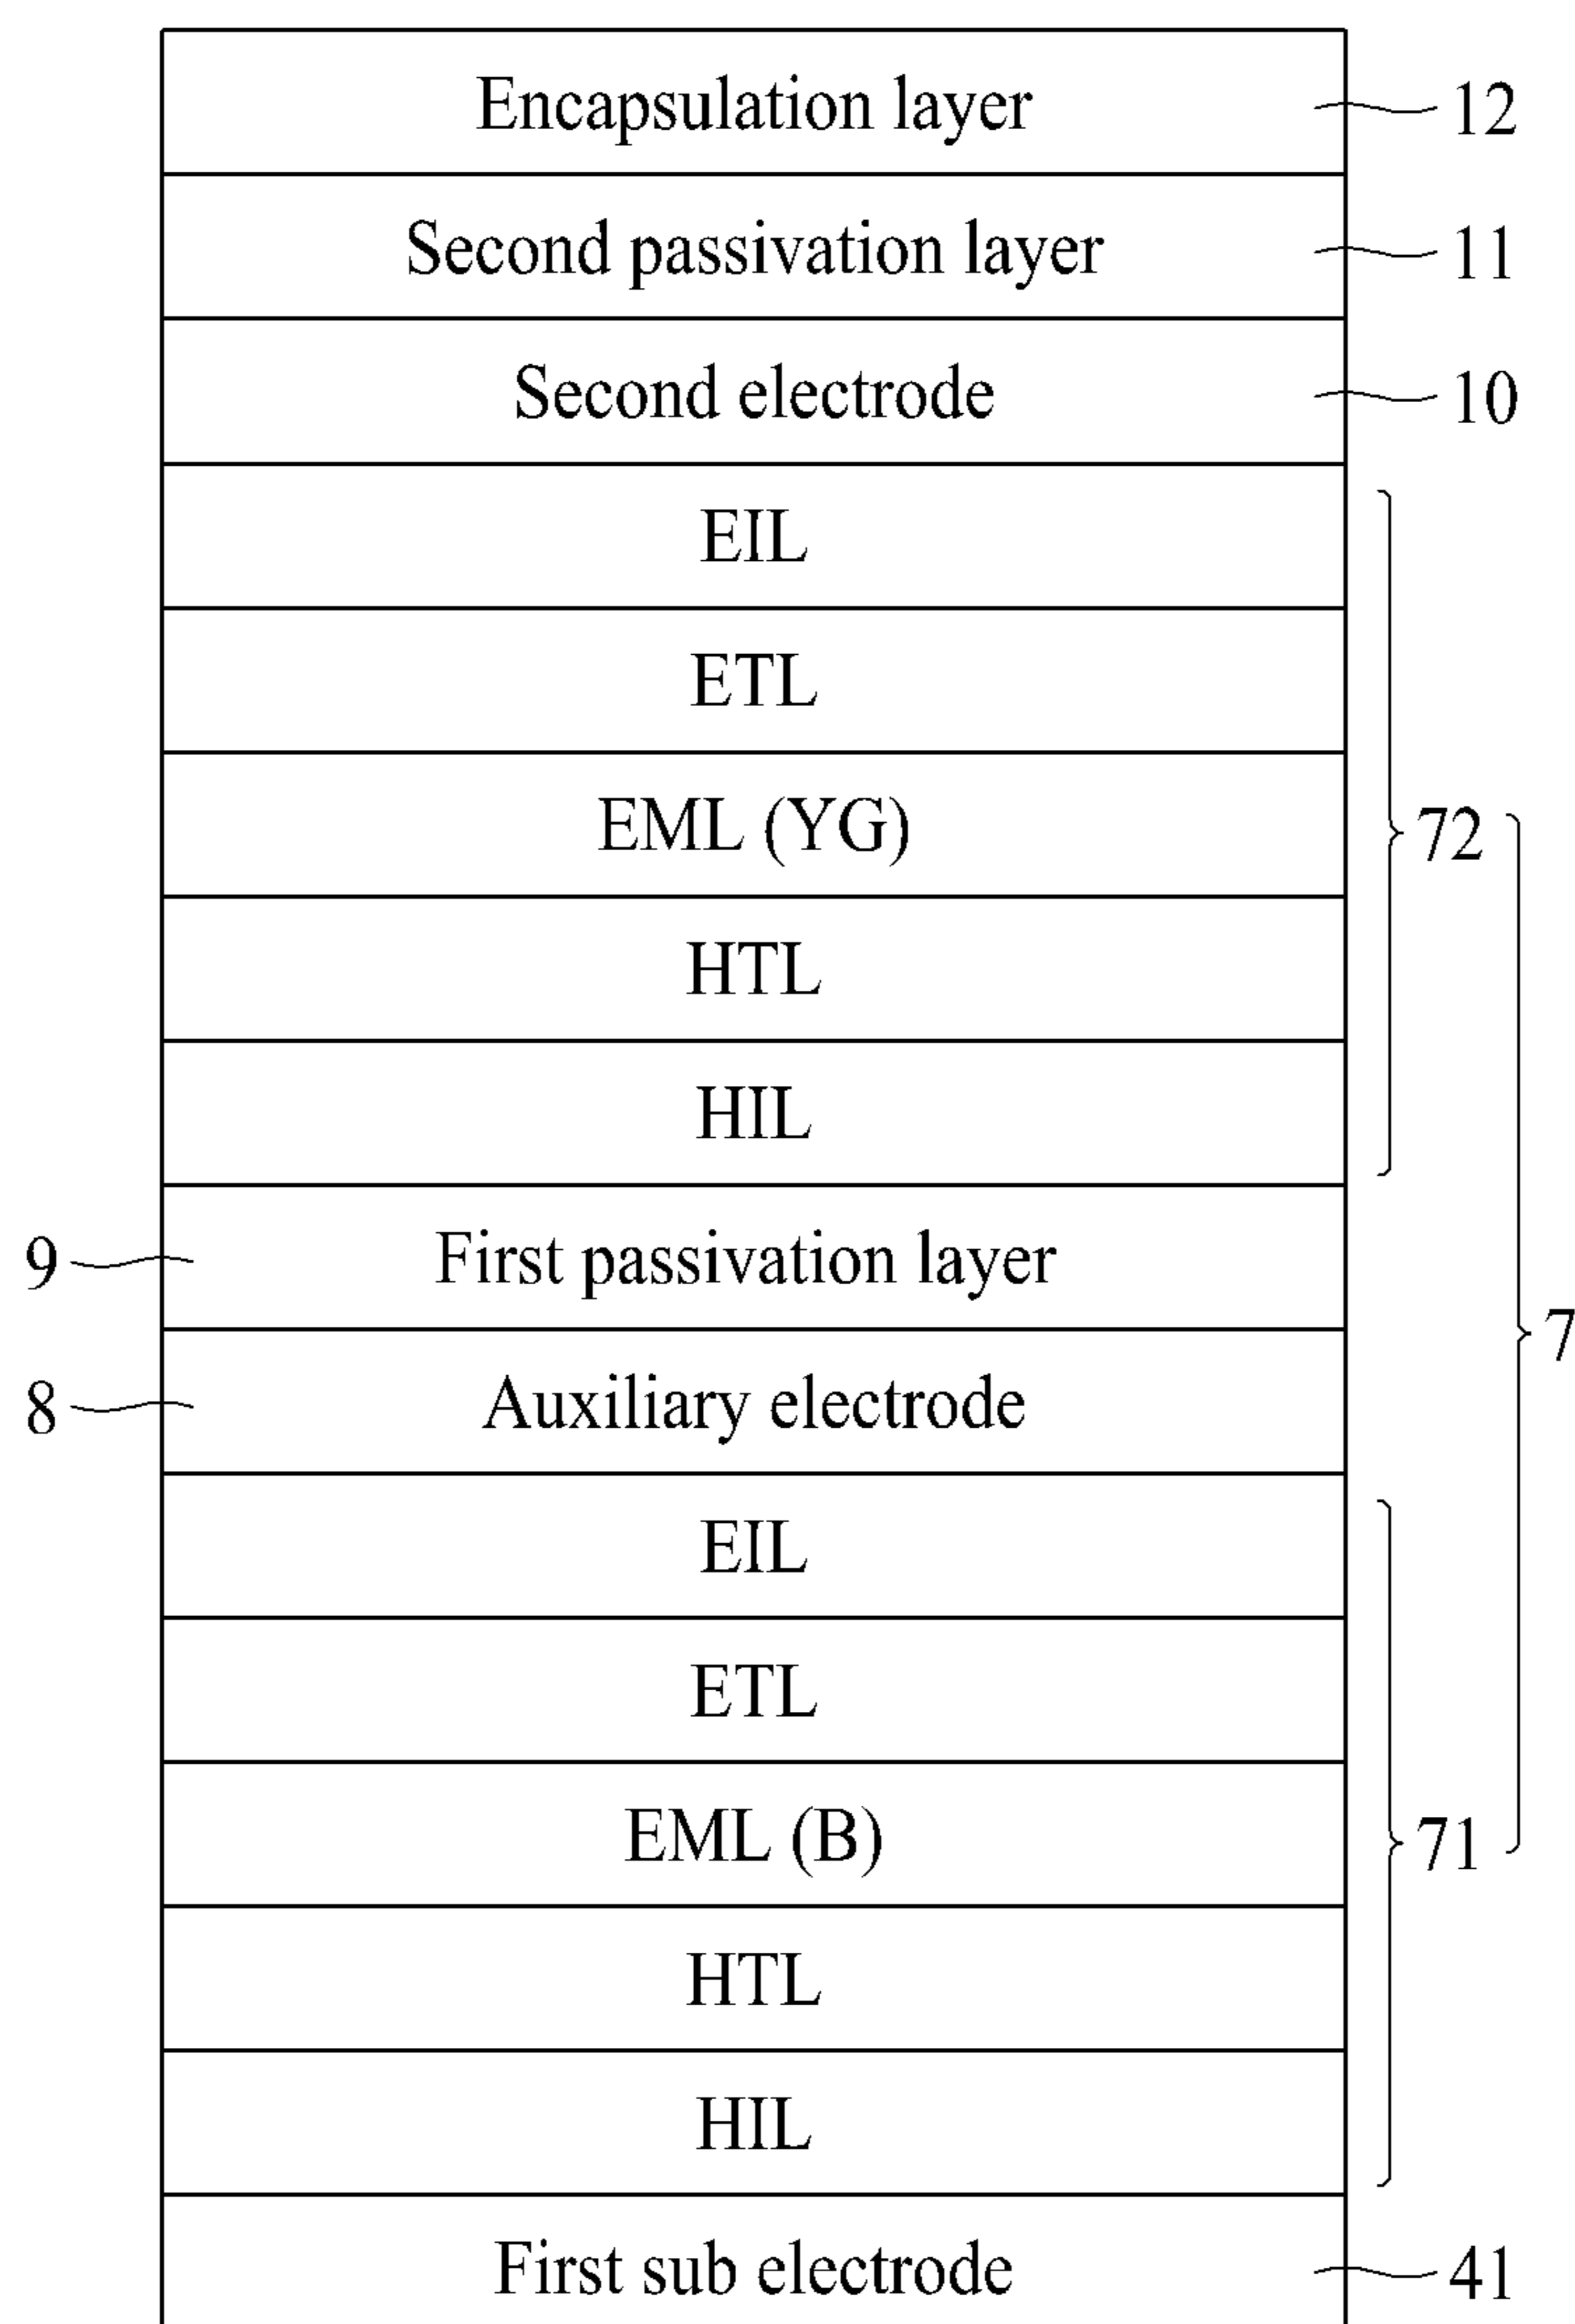 Encapsulation layer 12
Second passivation layer 11
Second electrode 10
EIL
ETL
EML (YG) 72
HTL
HIL
9 First passivation layer
7
8 Auxiliary electrode
EIL
ETL
EML (B) 71
HTL
HIL
First sub electrode 41